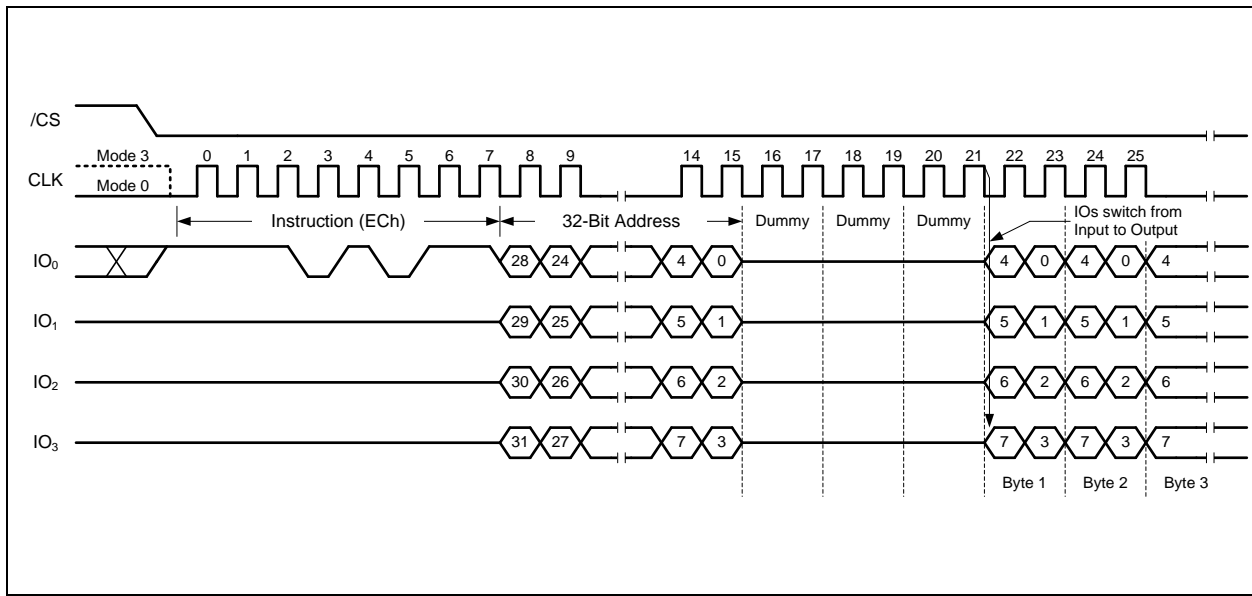 /CS
Mode 3 0 1 2 3 4 5 6 7 8 9 14 15 16 17 18 19 20 21 22 23 24 25
CLK
Mode 0
Instruction (ECh) 32-Bit Address Dummy Dummy Dummy IOs switch from
Input to Output
IO0 28 24 4 0 4 0 4 0 4
IO1 29 25 5 1 5 1 5 1 5
IO2 30 26 6 2 6 2 6 2 6
IO3 31 27 7 3 7 3 7 3 7
Byte 1 Byte 2 Byte 3